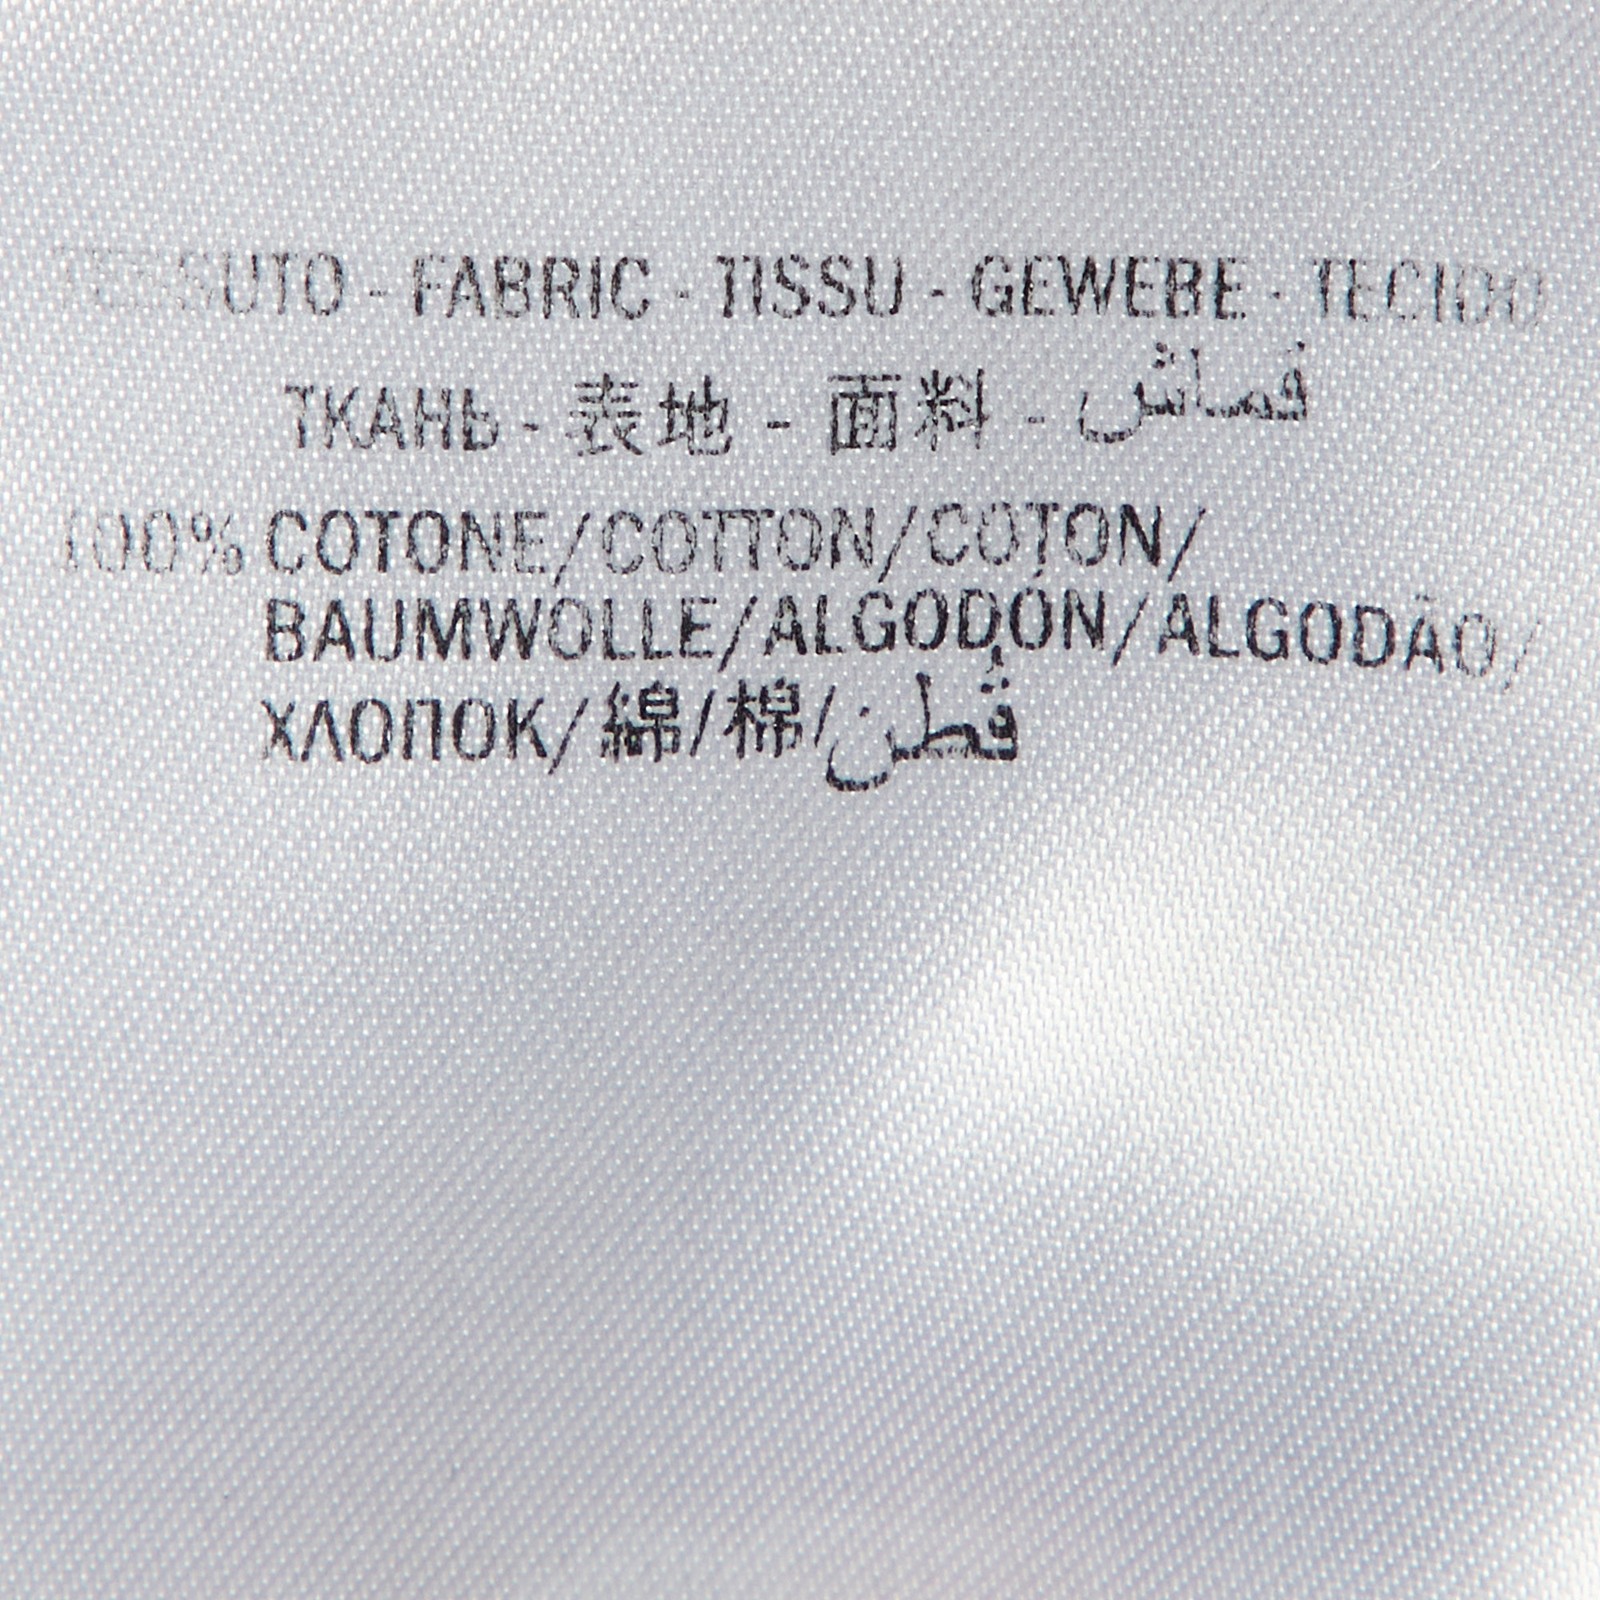 TESSUTO - FABRIC - TISSU - GEWEBE - TECIDO
ТКАНЬ - 表地 - 面料 - قماش
100% COTONE/COTTON/COTON/
BAUMWOLLE/ALGODÓN/ALGODÃO/
ХЛОПОК/綿/棉/قطن